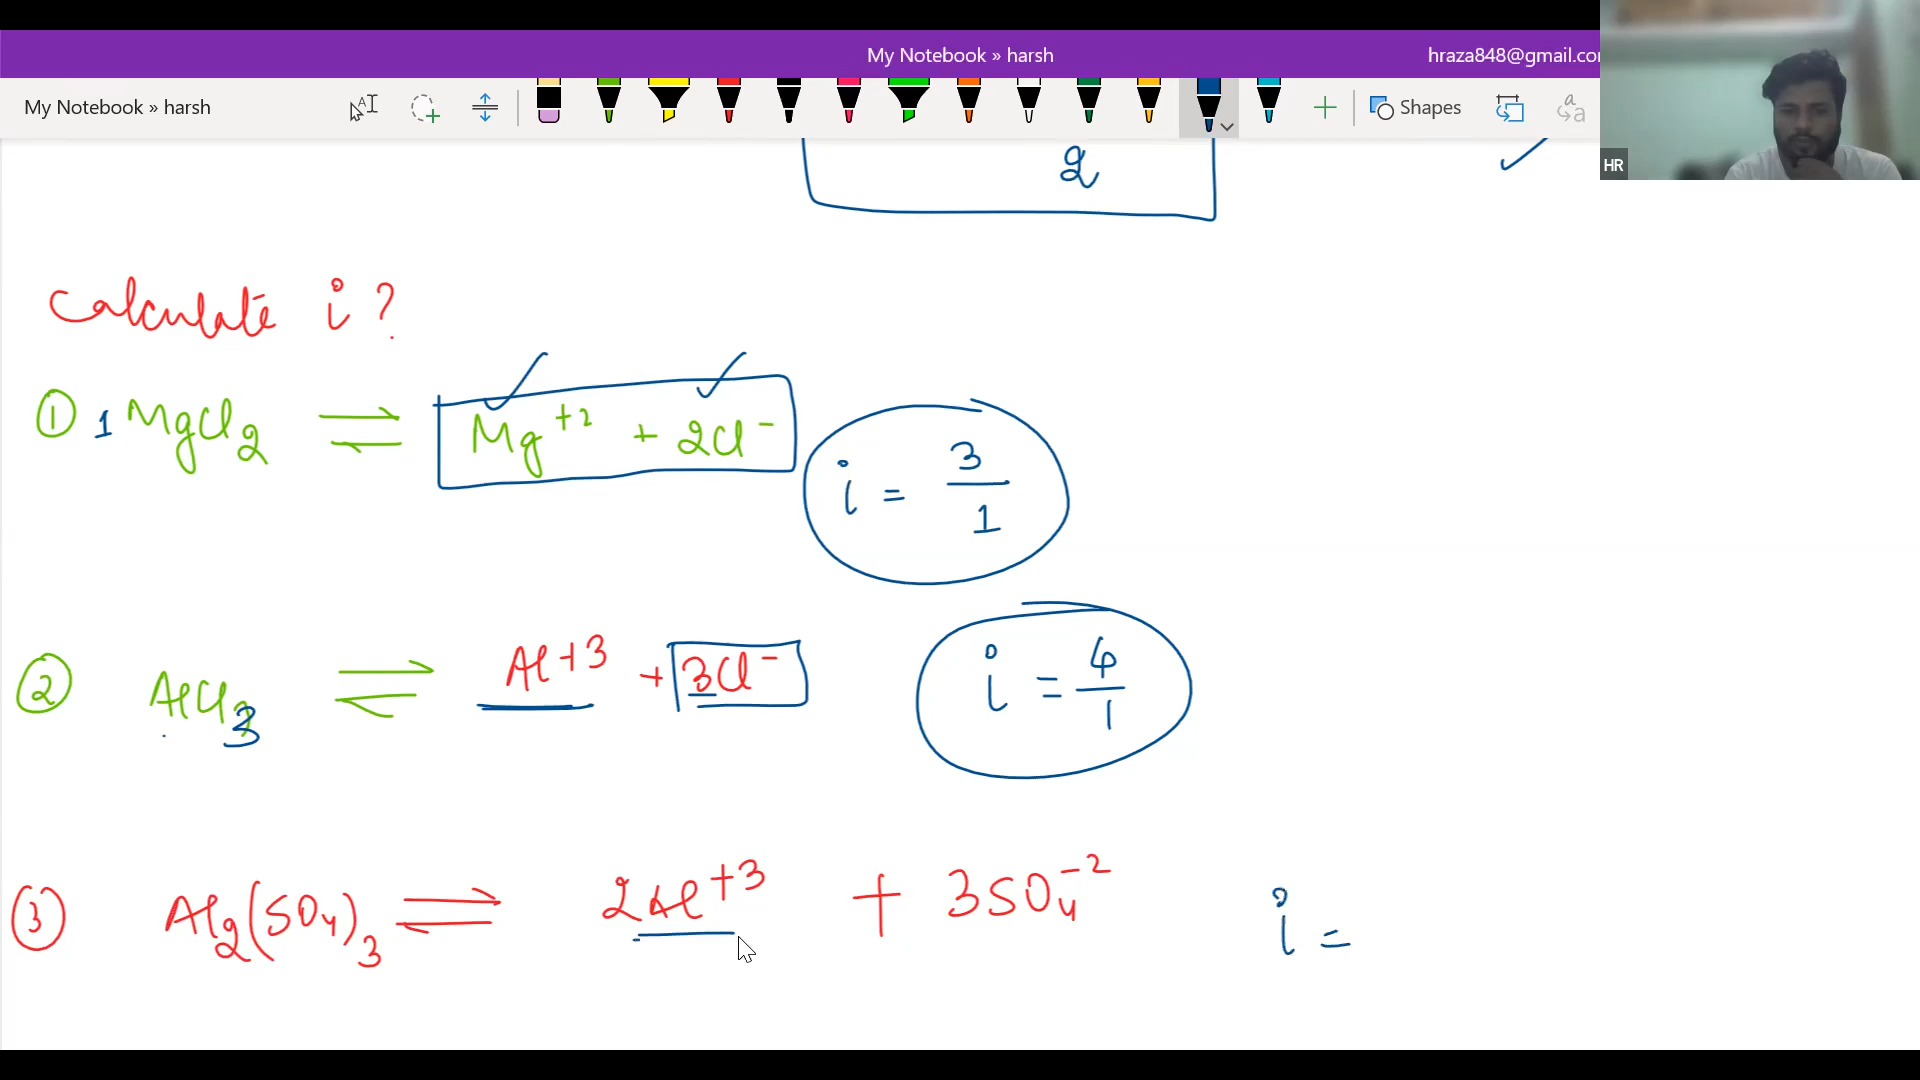 My Notebook » harsh
hraza848@gmail.co
My Notebook » harsh
Shapes
HR
2
Calculate i?
① 1 MgCl₂ ⇌ Mg⁺² + 2Cl⁻
i = 3/1
② AlCl₃ ⇌ Al⁺³ + 3Cl⁻
i = 4/1
③ Al₂(SO₄)₃ ⇌ 2Al⁺³ + 3SO₄⁻² i =